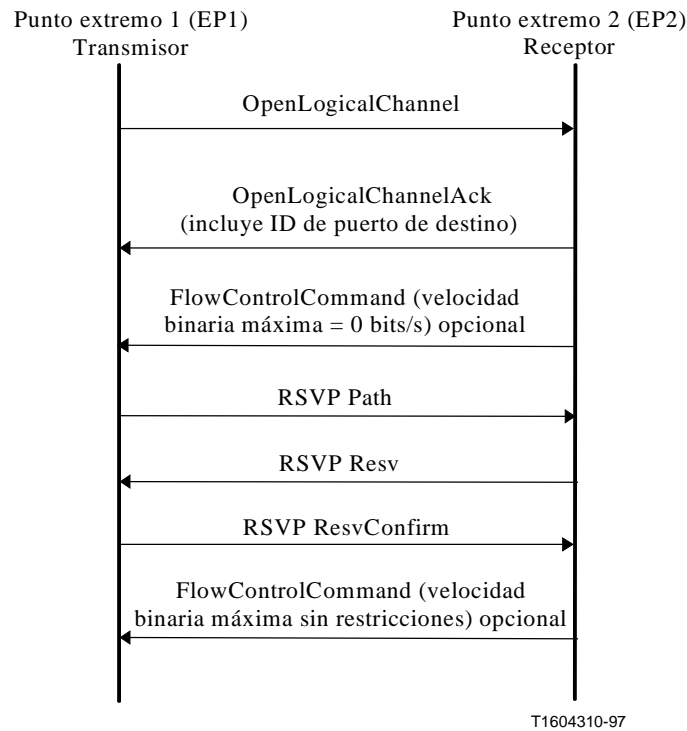 Punto extremo 1 (EP1)
Transmisor
Punto extremo 2 (EP2)
Receptor
OpenLogicalChannel
OpenLogicalChannelAck
(incluye ID de puerto de destino)
FlowControlCommand (velocidad
binaria máxima = 0 bits/s) opcional
RSVP Path
RSVP Resv
RSVP ResvConfirm
FlowControlCommand (velocidad
binaria máxima sin restricciones) opcional
T1604310-97